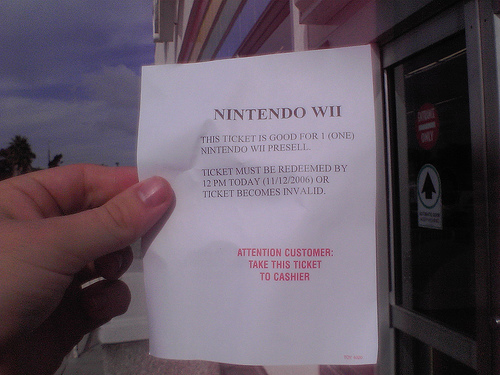 NINTENDO WII
THIS TICKET IS GOOD FOR 1 (ONE)
NINTENDO WII PRESELL.
TICKET MUST BE REDEEMED BY
12 PM TODAY (11/12/2006) OR
TICKET BECOMES INVALID.
ATTENTION CUSTOMER:
TAKE THIS TICKET
TO CASHIER
ONLY